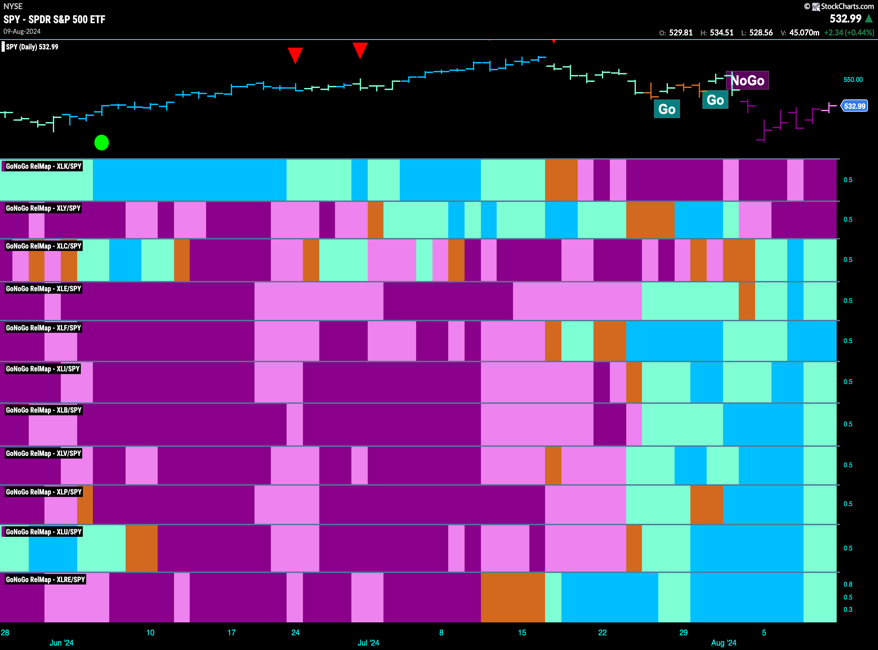 NYSE
© StockCharts.com
SPY - SPDR S&P 500 ETF
532.99
09-Aug-2024
O: 529.81 H: 534.51 L: 528.56 V: 45.070m +2.34 (+0.44%)
SPY (Daily) 532.99
NoGo
550.00
Go
Go
532.99
GoNoGo RelMap - XLK/SPY
0.5
GoNoGo RelMap - XLY/SPY
0.5
GoNoGo RelMap - XLC/SPY
0.5
GoNoGo RelMap - XLE/SPY
0.5
GoNoGo RelMap - XLF/SPY
0.5
GoNoGo RelMap - XLI/SPY
0.5
GoNoGo RelMap - XLB/SPY
0.5
GoNoGo RelMap - XLV/SPY
0.5
GoNoGo RelMap - XLP/SPY
0.5
GoNoGo RelMap - XLU/SPY
0.5
GoNoGo RelMap - XLRE/SPY
0.8
0.5
0.3
28 10 17 24 8 15 22 29 5
Jun '24 Jul '24 Aug '24